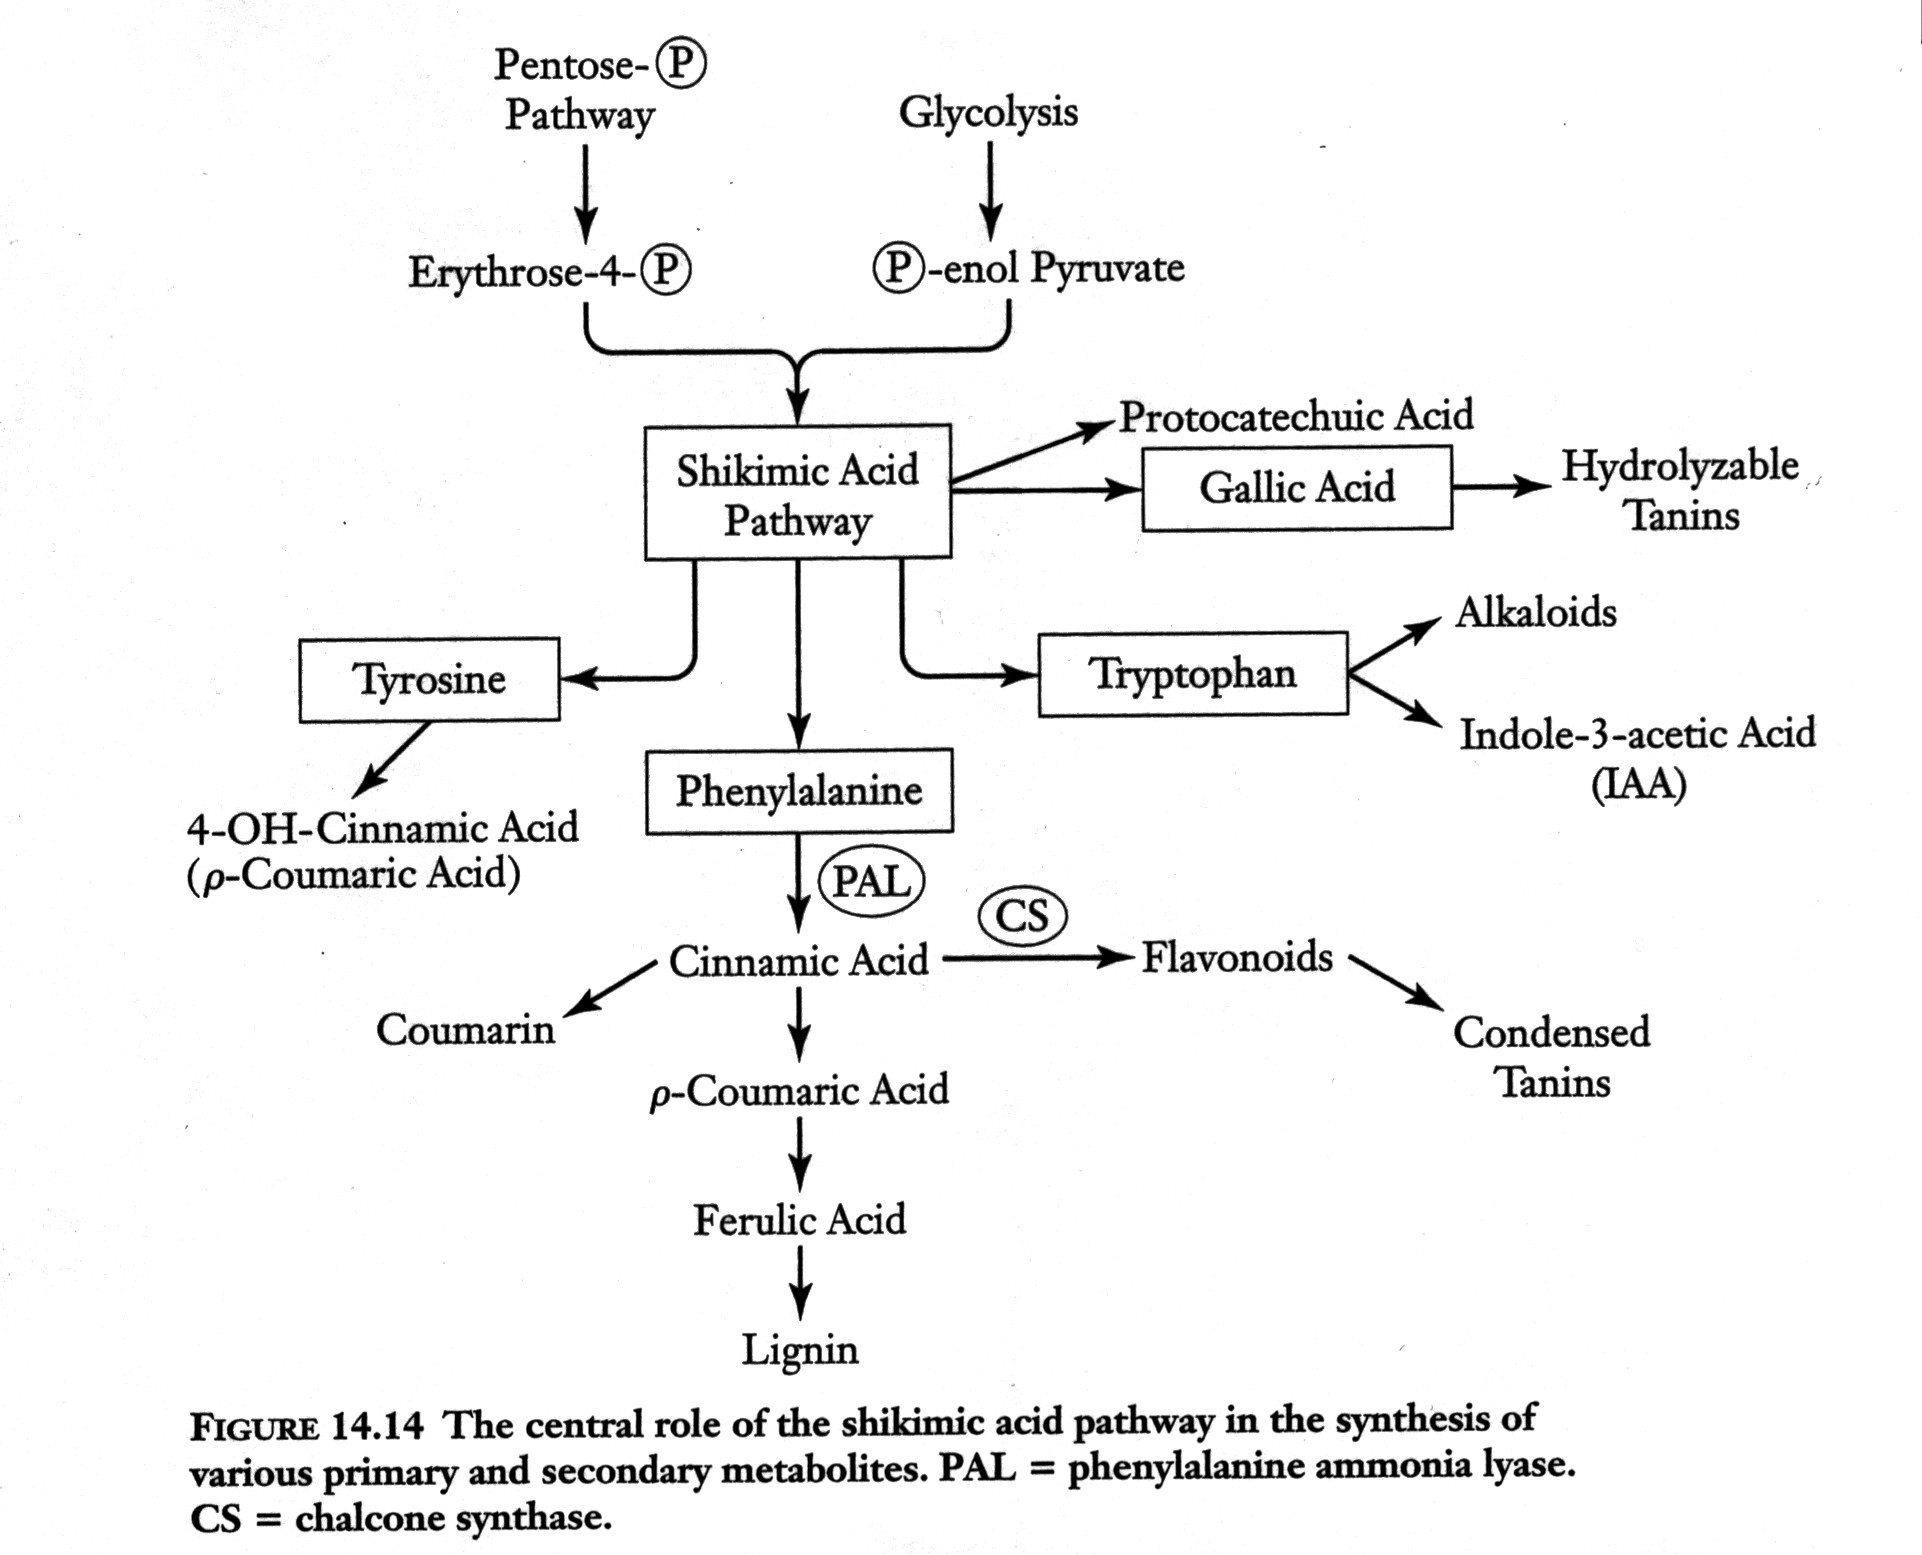 Pentose-Ⓟ
Pathway
Glycolysis
Erythrose-4-Ⓟ
Ⓟ-enol Pyruvate
Shikimic Acid
Pathway
Protocatechuic Acid
Gallic Acid
Hydrolyzable
Tanins
Tyrosine
Tryptophan
Alkaloids
Indole-3-acetic Acid
(IAA)
4-OH-Cinnamic Acid
(ρ-Coumaric Acid)
Phenylalanine
PAL
CS
Cinnamic Acid
Flavonoids
Coumarin
Condensed
Tanins
ρ-Coumaric Acid
Ferulic Acid
Lignin
FIGURE 14.14 The central role of the shikimic acid pathway in the synthesis of
various primary and secondary metabolites. PAL = phenylalanine ammonia lyase.
CS = chalcone synthase.